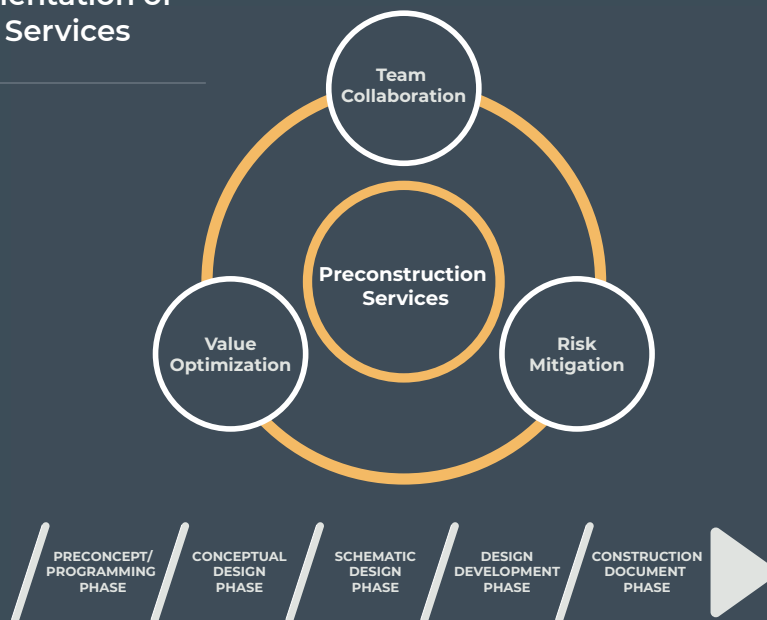 Services
Team
Collaboration
Preconstruction
Services
Value
Optimization
Risk
Mitigation
PRECONCEPT/
PROGRAMMING
PHASE
CONCEPTUAL
DESIGN
PHASE
SCHEMATIC
DESIGN
PHASE
DESIGN
DEVELOPMENT
PHASE
CONSTRUCTION
DOCUMENT
PHASE